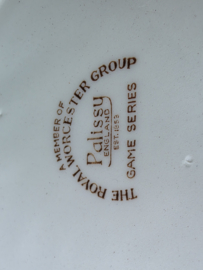 A MEMBER OF
THE ROYAL WORCESTER GROUP
Palissy
ENGLAND
EST. 1853
GAME SERIES